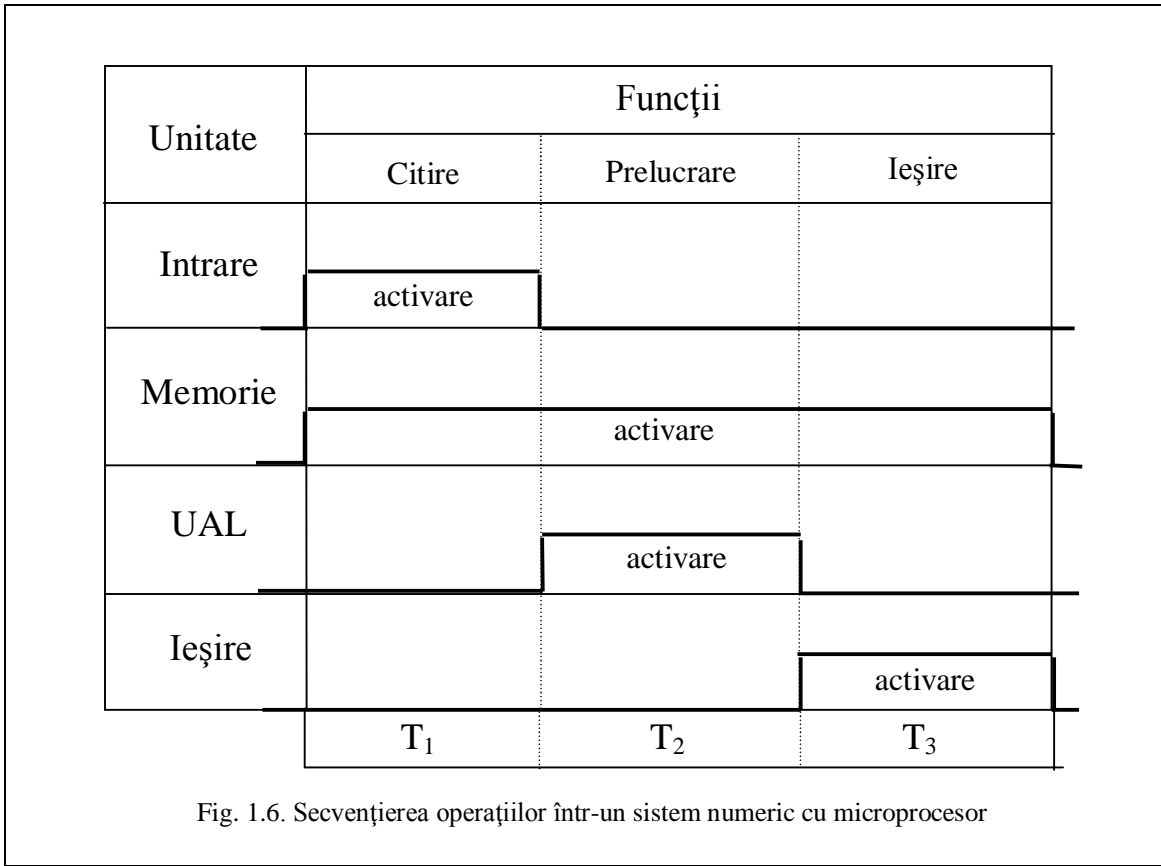 Funcţii
Unitate
Citire Prelucrare Ieşire
Intrare
activare
Memorie
activare
UAL
activare
Ieşire
activare
T₁ T₂ T₃
Fig. 1.6. Secvenţierea operaţiilor într-un sistem numeric cu microprocesor